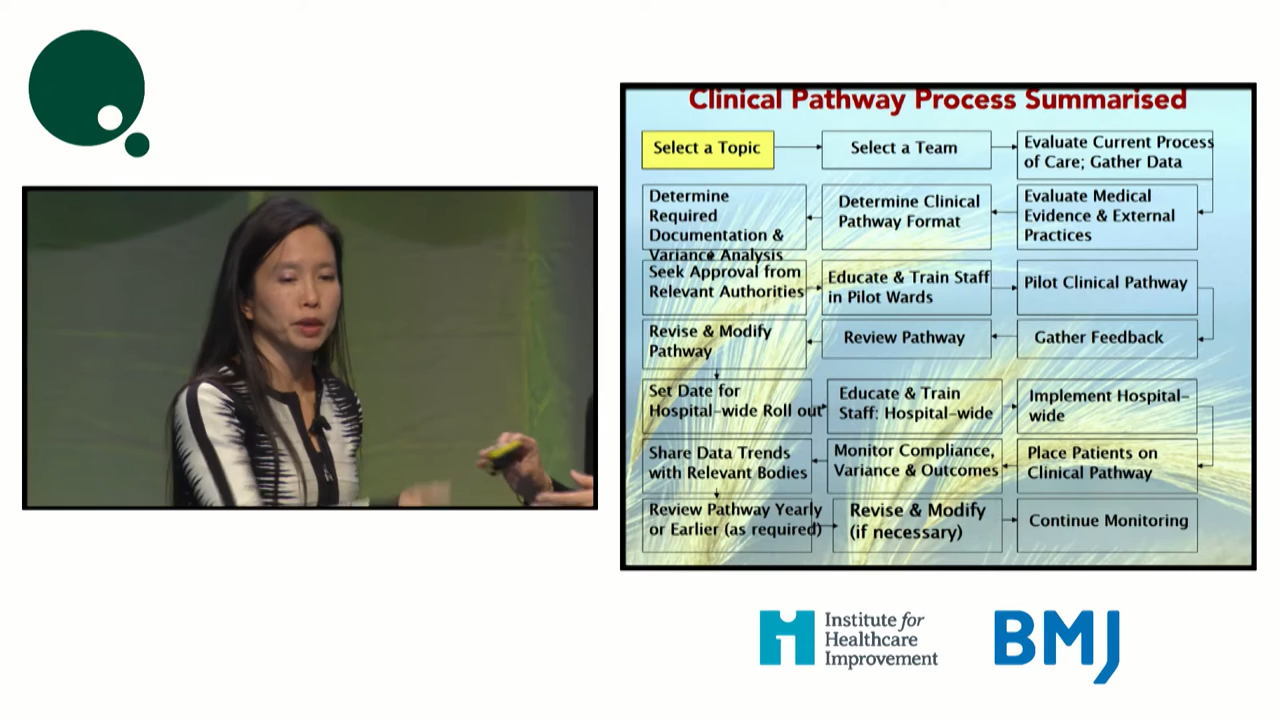 Clinical Pathway Process Summarised
Select a Topic
Select a Team
Evaluate Current Process
of Care; Gather Data
Determine
Required
Documentation &
Variance Analysis
Determine Clinical
Pathway Format
Evaluate Medical
Evidence & External
Practices
Seek Approval from
Relevant Authorities
Educate & Train Staff
in Pilot Wards
Pilot Clinical Pathway
Revise & Modify
Pathway
Review Pathway
Gather Feedback
Set Date for
Hospital-wide Roll out
Educate & Train
Staff: Hospital-wide
Implement Hospital-
wide
Share Data Trends
with Relevant Bodies
Monitor Compliance,
Variance & Outcomes
Place Patients on
Clinical Pathway
Review Pathway Yearly
or Earlier (as required)
Revise & Modify
(if necessary)
Continue Monitoring
Institute for
Healthcare
Improvement
BMJ